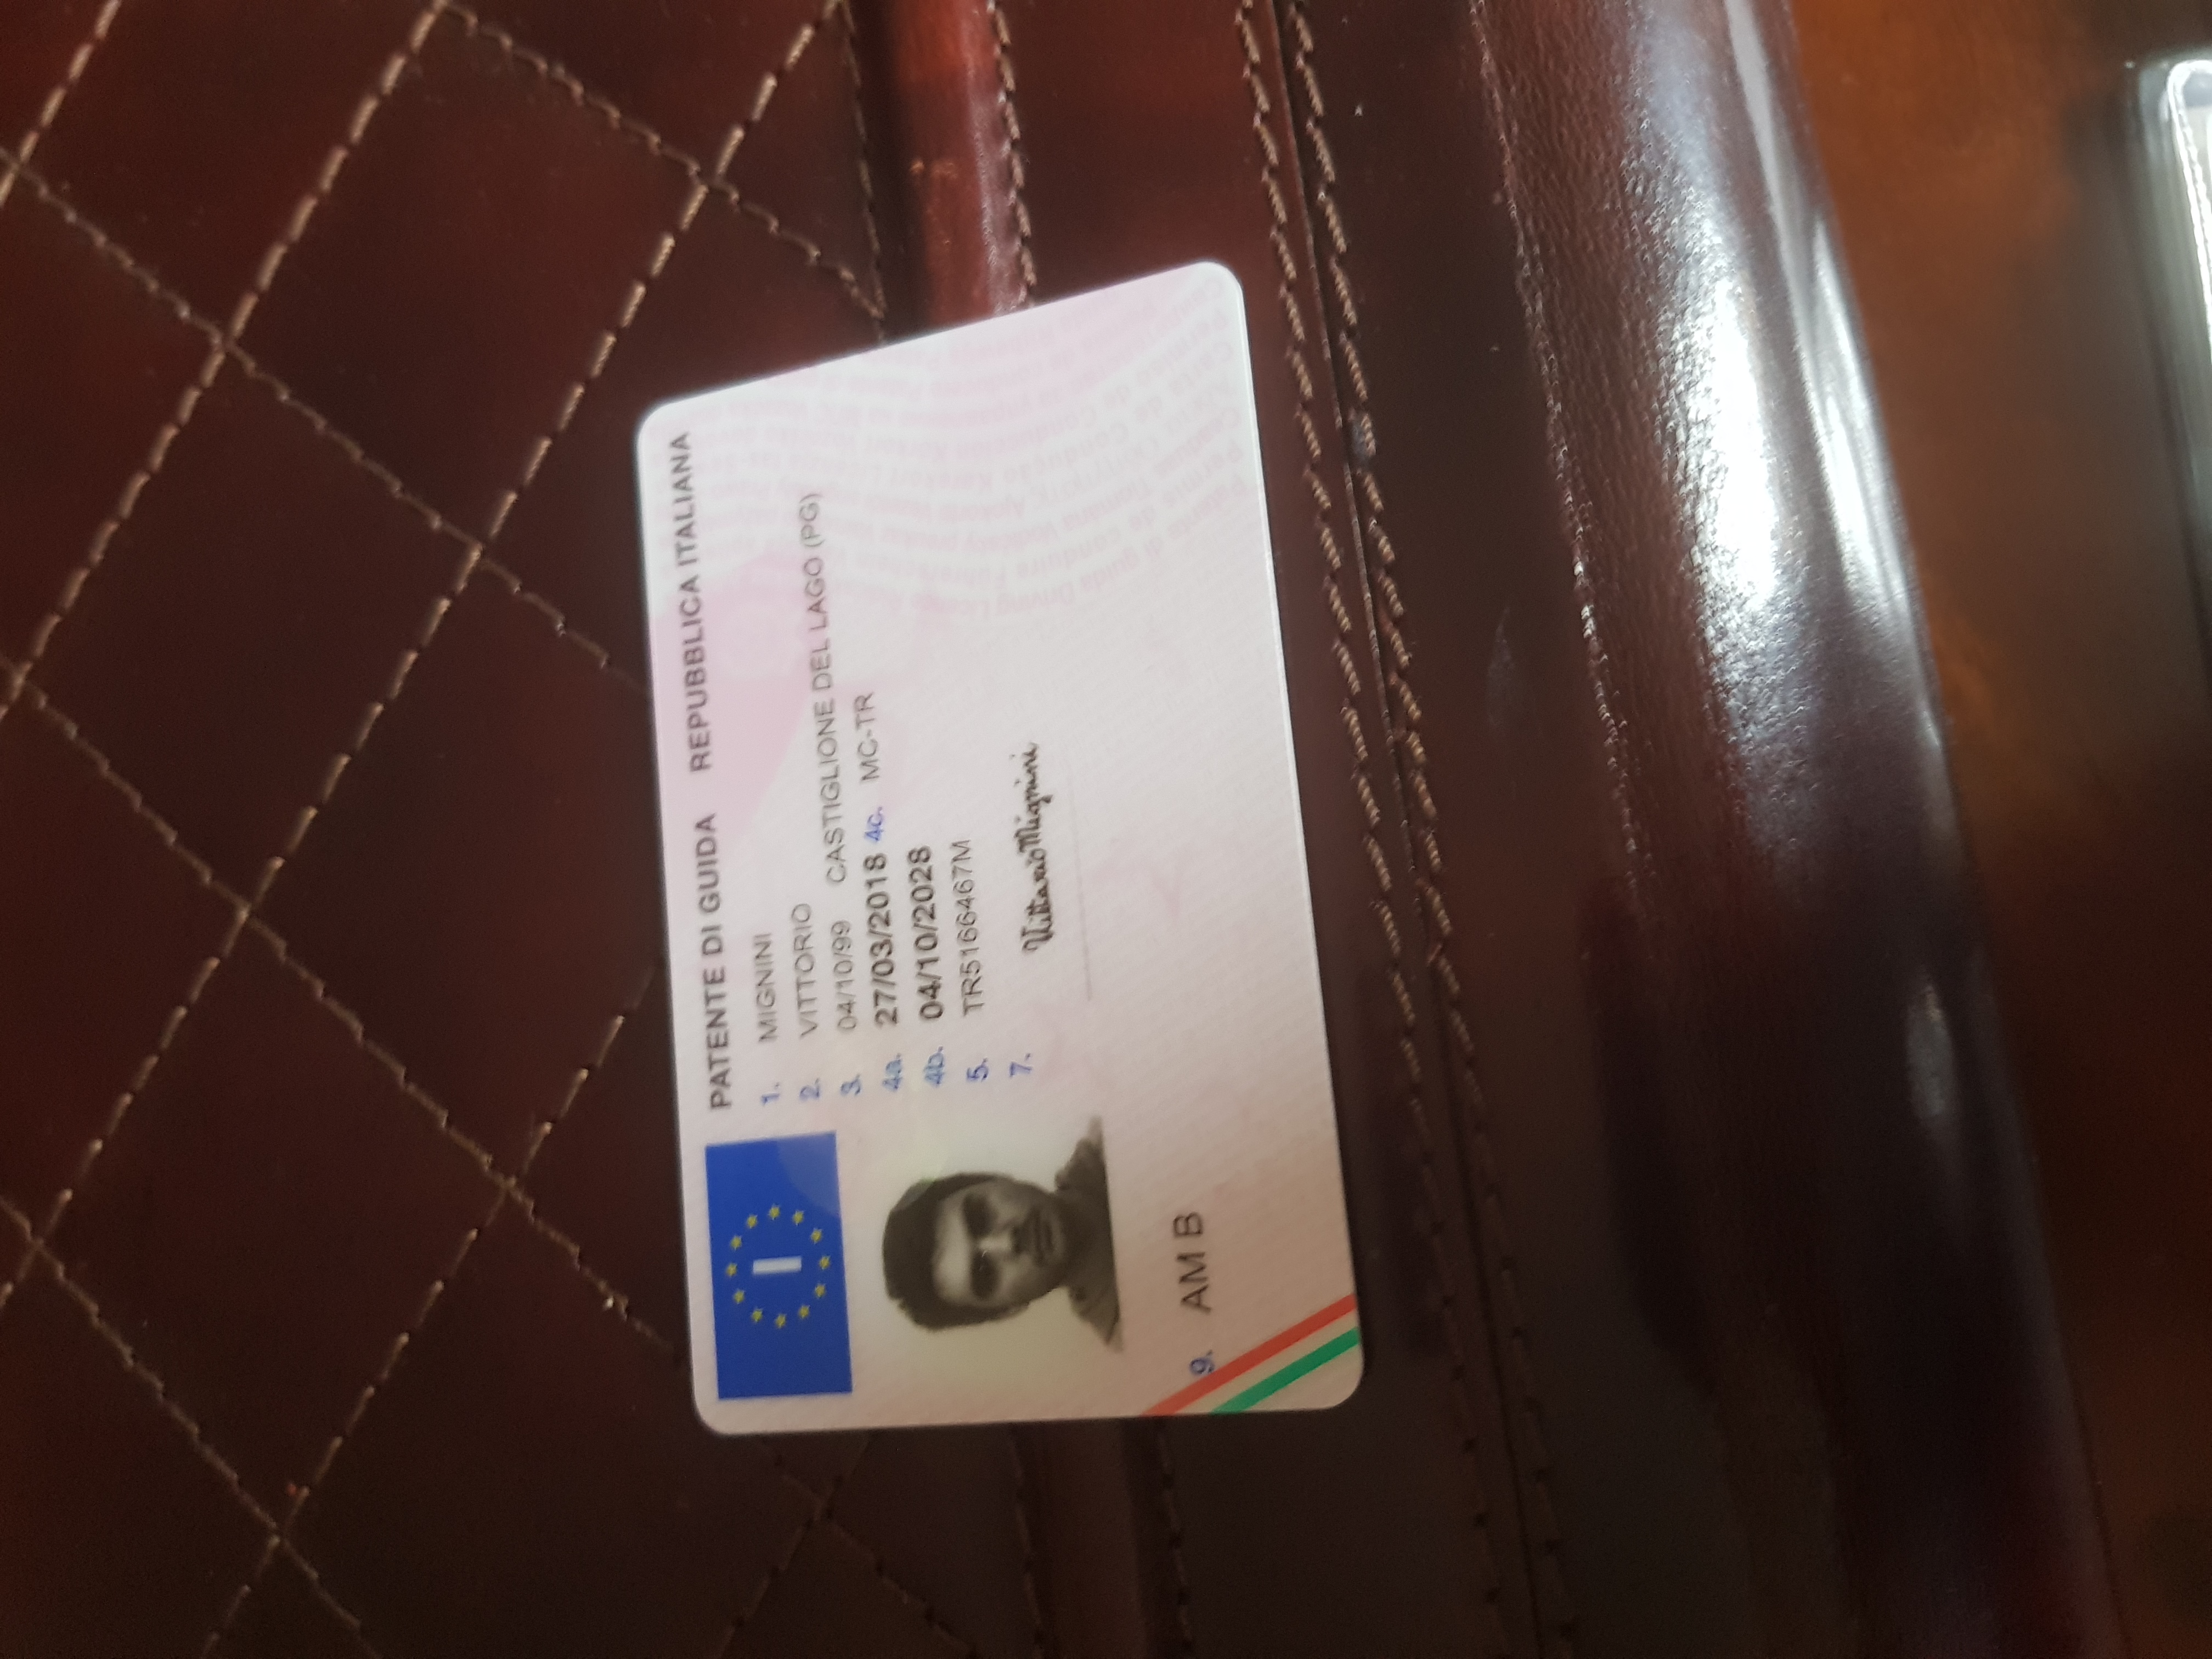 PATENTE DI GUIDA REPUBBLICA ITALIANA
I
1. MIGNINI
2. VITTORIO
3. 04/10/99 CASTIGLIONE DEL LAGO (PG)
4a. 27/03/2018 4c. MC-TR
4b. 04/10/2028
5. TR5166467M
7. Vittorio Mignini
9. AM B